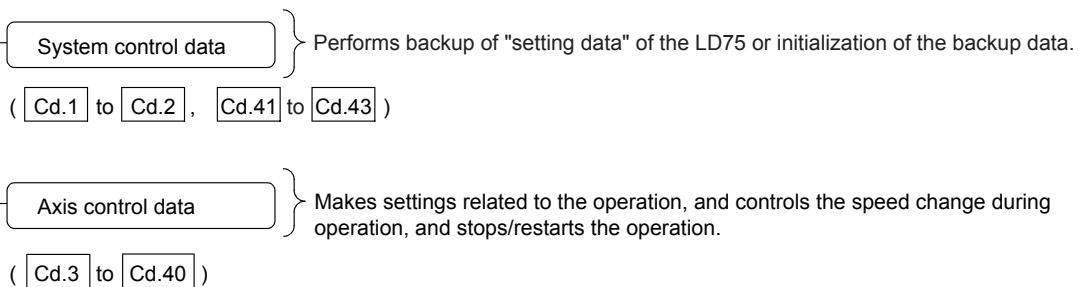 System control data
Performs backup of "setting data" of the LD75 or initialization of the backup data.
( Cd.1 to Cd.2 , Cd.41 to Cd.43 )
Axis control data
Makes settings related to the operation, and controls the speed change during
operation, and stops/restarts the operation.
( Cd.3 to Cd.40 )